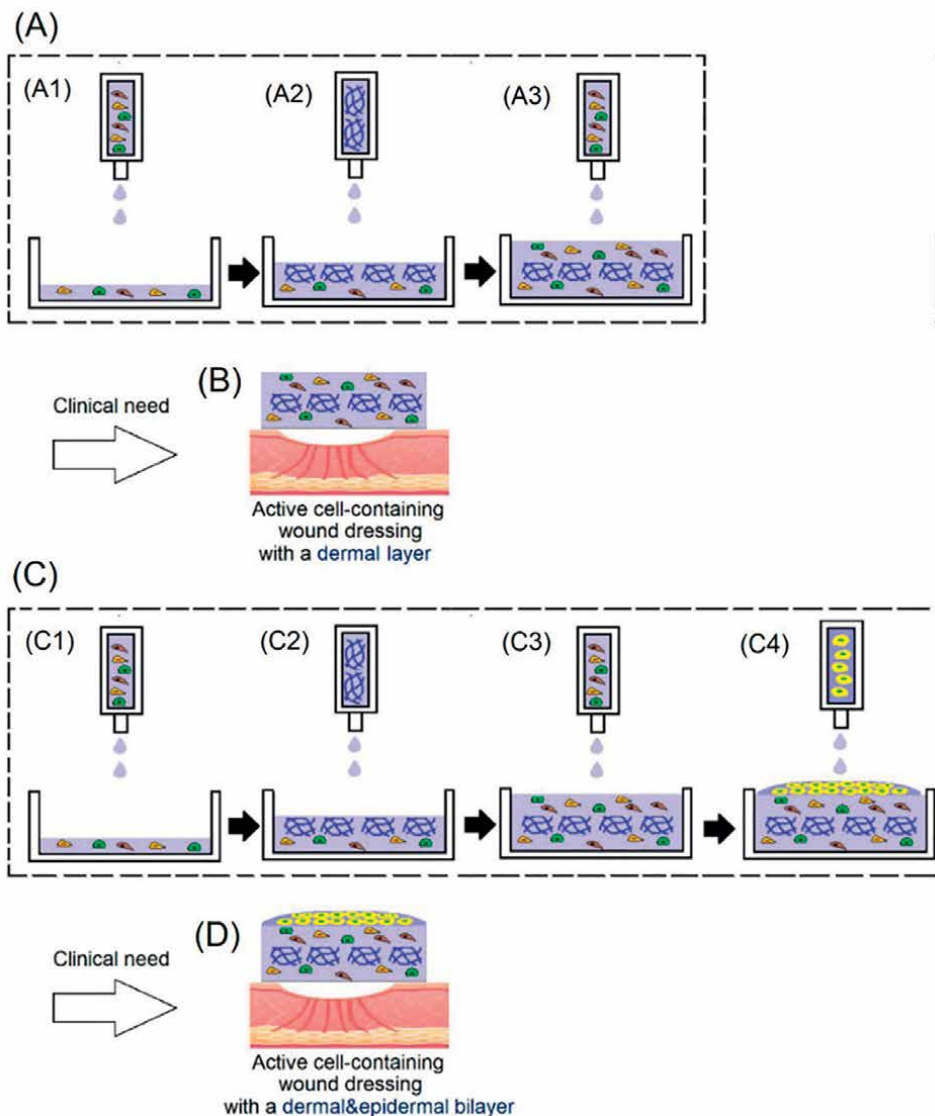 (A)
(A1)
(A2)
(A3)
Clinical need
(B)
Active cell-containing
wound dressing
with a dermal layer
(C)
(C1)
(C2)
(C3)
(C4)
Clinical need
(D)
Active cell-containing
wound dressing
with a dermal&epidermal bilayer